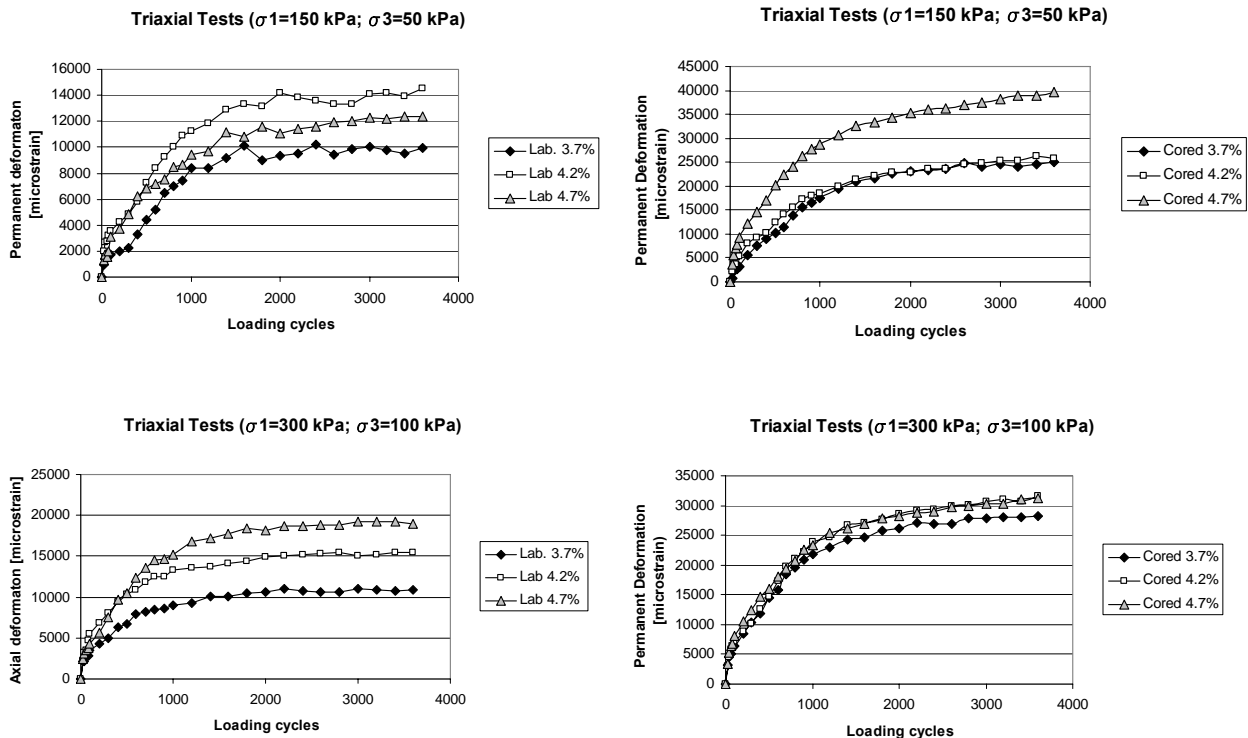 Triaxial Tests (σ1=150 kPa; σ3=50 kPa)
16000
14000
12000
10000
8000
6000
4000
2000
0
Permanent deformaton
[microstrain]
0 1000 2000 3000 4000
Loading cycles
Lab. 3.7%
Lab 4.2%
Lab 4.7%
Triaxial Tests (σ1=150 kPa; σ3=50 kPa)
45000
40000
35000
30000
25000
20000
15000
10000
5000
0
Permanent Deformation
[microstrain)
0 1000 2000 3000 4000
Loading cycles
Cored 3.7%
Cored 4.2%
Cored 4.7%
Triaxial Tests (σ1=300 kPa; σ3=100 kPa)
25000
20000
15000
10000
5000
0
Axial deformaton [microstrain]
0 1000 2000 3000 4000
Loading cycles
Lab. 3.7%
Lab 4.2%
Lab 4.7%
Triaxial Tests (σ1=300 kPa; σ3=100 kPa)
35000
30000
25000
20000
15000
10000
5000
0
Permanent Deformation
[microstrain)
0 1000 2000 3000 4000
Loading cycles
Cored 3.7%
Cored 4.2%
Cored 4.7%